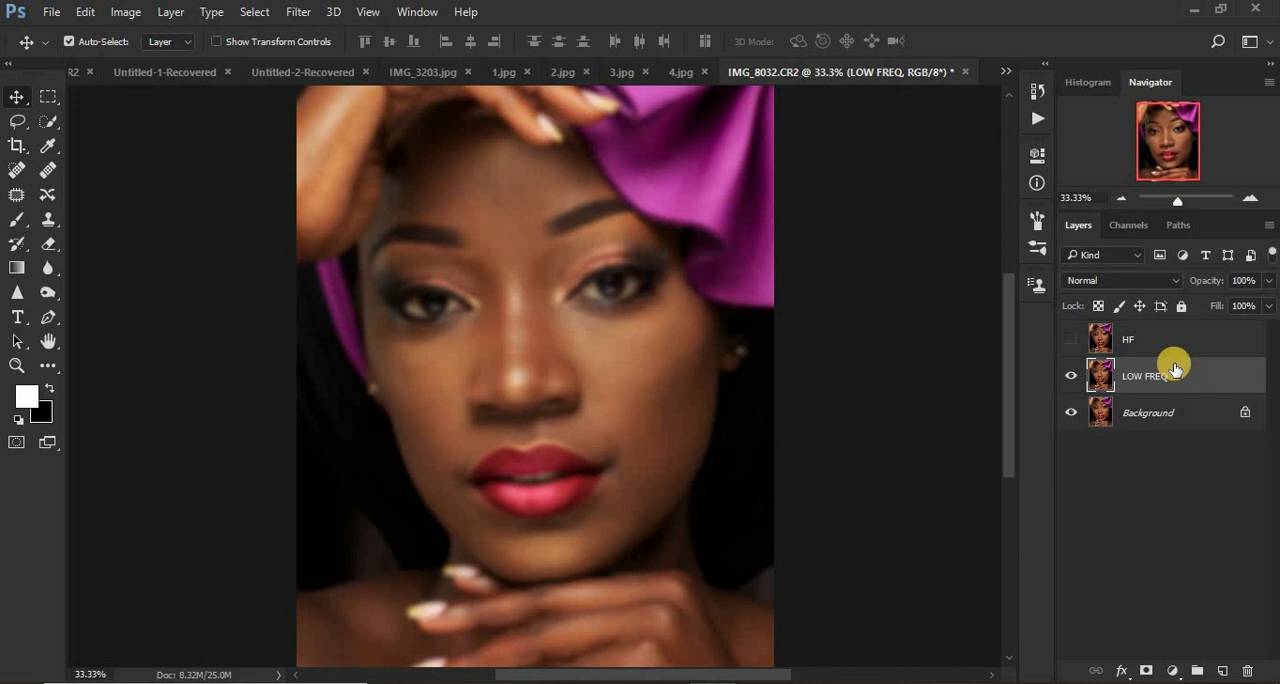 Ps File Edit Image Layer Type Select Filter 3D View Window Help
Auto-Select: Layer Show Transform Controls 3D Mode:
R2 × Untitled-1-Recovered × Untitled-2-Recovered × IMG_3203.jpg × 1.jpg × 2.jpg × 3.jpg × 4.jpg × IMG_8032.CR2 @ 33.3% (LOW FREQ, RGB/8*) * ×
Histogram Navigator
33.33%
Layers Channels Paths
Kind
Normal Opacity: 100%
Lock: Fill: 100%
HF
LOW FREQ
Background
33.33% Doc: 8.32M/25.0M